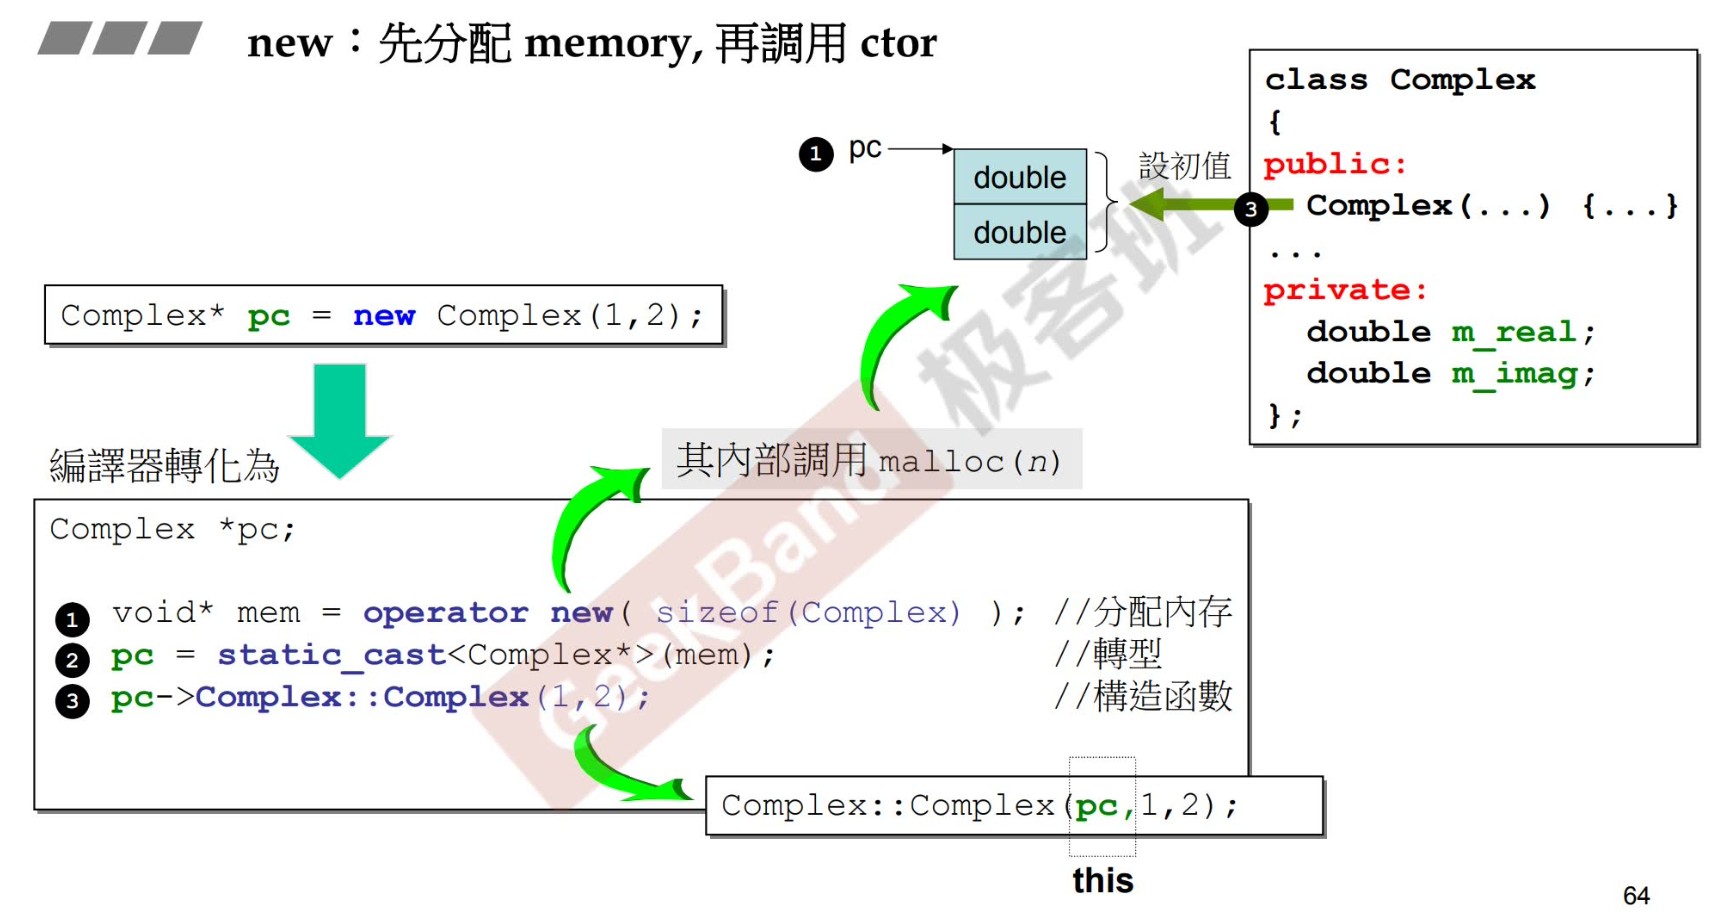 new：先分配 memory, 再調用 ctor
class Complex
{
public:
Complex(...) {...}
...
private:
double m_real;
double m_imag;
};
1 pc
double
double
設初值
3
Complex* pc = new Complex(1,2);
編譯器轉化為
其內部調用 malloc(n)
Complex *pc;
1 void* mem = operator new( sizeof(Complex) ); //分配內存
2 pc = static_cast<Complex*>(mem); //轉型
3 pc->Complex::Complex(1,2); //構造函數
Complex::Complex(pc,1,2);
this
64
GeekBand 极客班